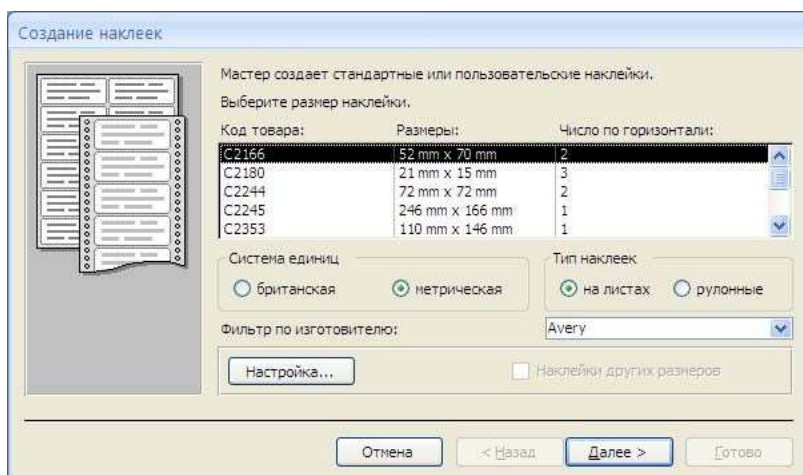 Создание наклеек
Мастер создает стандартные или пользовательские наклейки.
Выберите размер наклейки.
Код товара: Размеры: Число по горизонтали:
C2166 52 mm x 70 mm 2
C2180 21 mm x 15 mm 3
C2244 72 mm x 72 mm 2
C2245 246 mm x 166 mm 1
C2353 110 mm x 146 mm 1
Система единиц Тип наклеек
британская метрическая на листах рулонные
Фильтр по изготовителю: Avery
Настройка... Наклейки других размеров
Отмена < Назад Далее > Готово